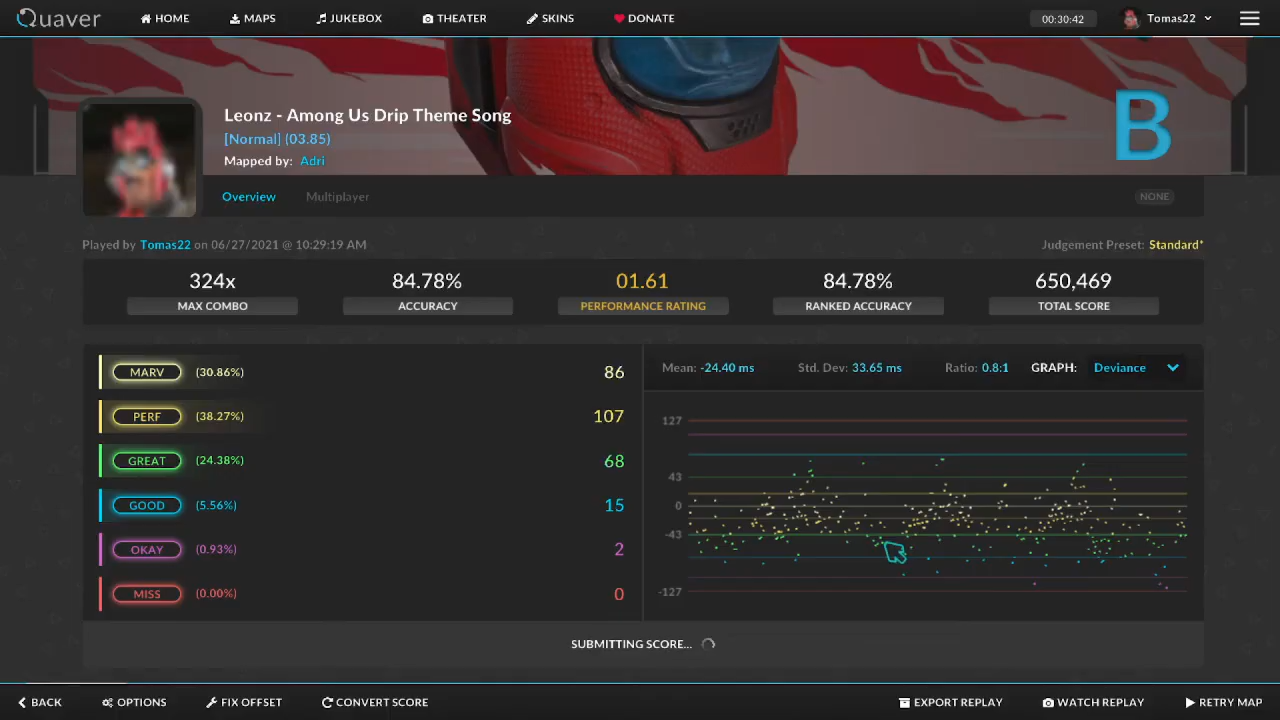 Quaver HOME MAPS JUKEBOX THEATER SKINS DONATE 00:30:42 Tomas22
Leonz - Among Us Drip Theme Song
[Normal] (03.85)
Mapped by: Adri
B
Overview Multiplayer NONE
Played by Tomas22 on 06/27/2021 @ 10:29:19 AM Judgement Preset: Standard*
324x 84.78% 01.61 84.78% 650,469
MAX COMBO ACCURACY PERFORMANCE RATING RANKED ACCURACY TOTAL SCORE
MARV (30.86%) 86
PERF (38.27%) 107
GREAT (24.38%) 68
GOOD (5.56%) 15
OKAY (0.93%) 2
MISS (0.00%) 0
Mean: -24.40 ms Std. Dev: 33.65 ms Ratio: 0.8:1 GRAPH: Deviance
127
43
0
-43
-127
SUBMITTING SCORE...
BACK OPTIONS FIX OFFSET CONVERT SCORE EXPORT REPLAY WATCH REPLAY RETRY MAP